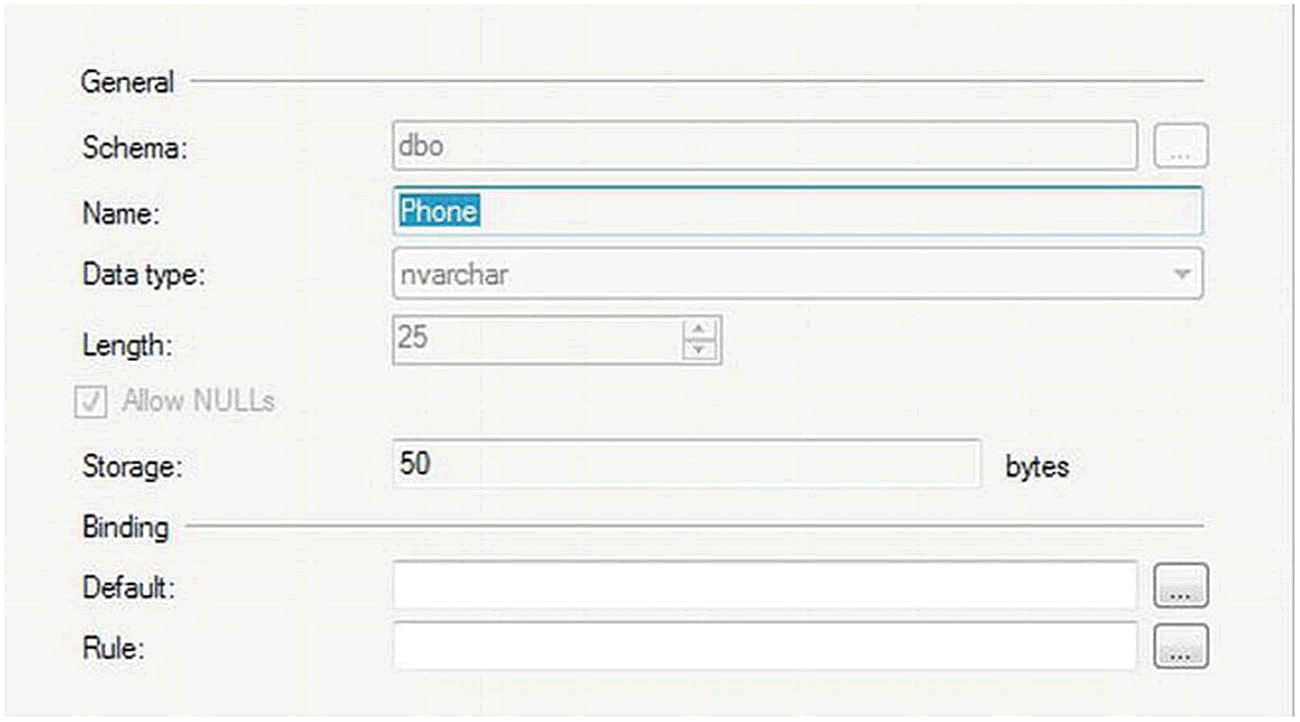 General
Schema: dbo ...
Name: Phone
Data type: nvarchar
Length: 25
Allow NULLs
Storage: 50 bytes
Binding
Default: ...
Rule: ...